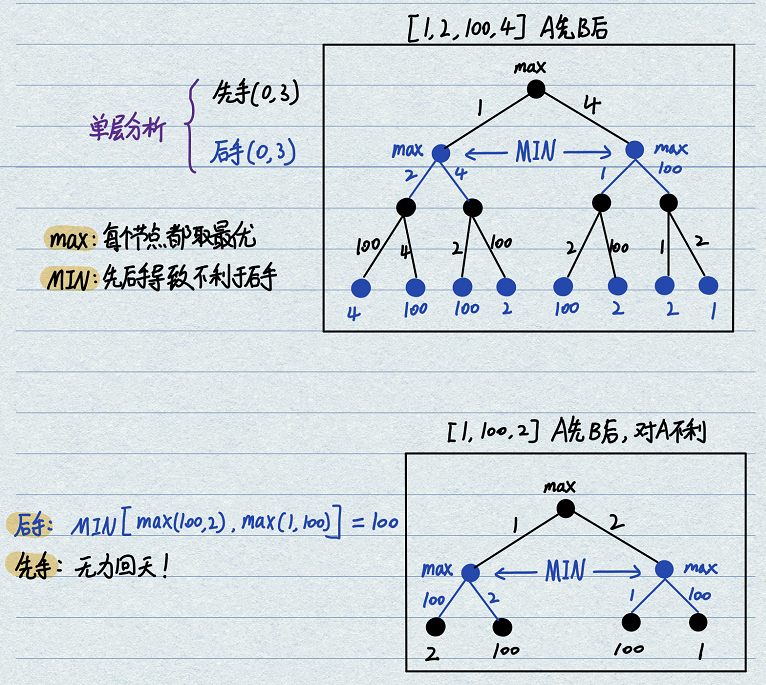 [1,2,100,4] A先B后
单层分析
先手(0,3)
后手(0,3)
max: 每个节点都取最优
MIN: 先后手导致不利于后手
max
1 4
max MIN max
2 4 1 100
100 4 2 100 2 100 1 2
4 100 100 2 100 2 2 1
[1,100,2] A先B后,对A不利
后手: MIN[max(100,2), max(1,100)] = 100
先手: 无力回天!
max
1 2
max MIN max
100 2 1 100
2 100 100 1